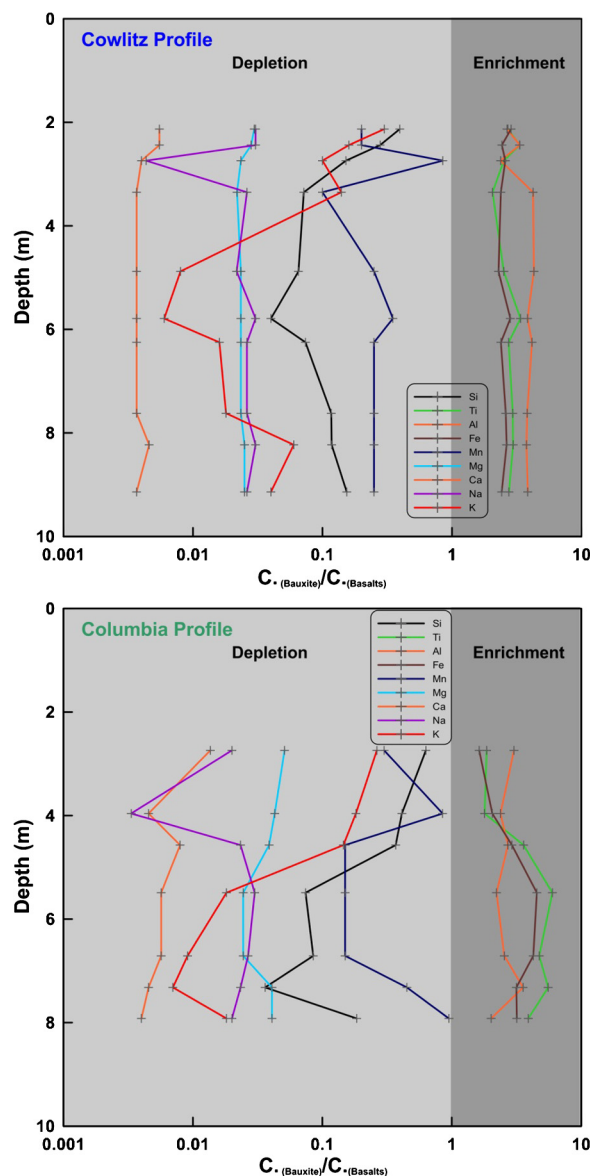 0
Cowlitz Profile
Depletion
Enrichment
2
4
Depth (m)
6
8
10
Si
Ti
Al
Fe
Mn
Mg
Ca
Na
K
0.001
0.01
0.1
1
10
C. (Bauxite)/C.(Basalts)
0
Columbia Profile
Depletion
Enrichment
Si
Ti
Al
Fe
Mn
Mg
Ca
Na
K
2
4
Depth (m)
6
8
10
0.001
0.01
0.1
1
10
C. (Bauxite)/C.(Basalts)